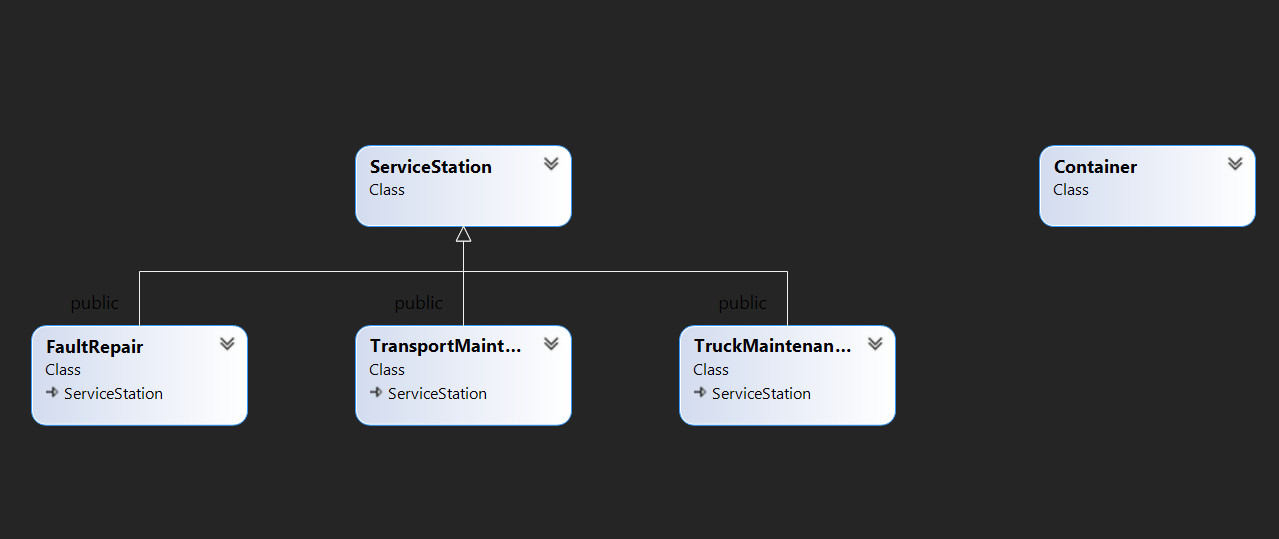 ServiceStation
Class
Container
Class
public
public
public
FaultRepair
Class
ServiceStation
TransportMaint...
Class
ServiceStation
TruckMaintenan...
Class
ServiceStation